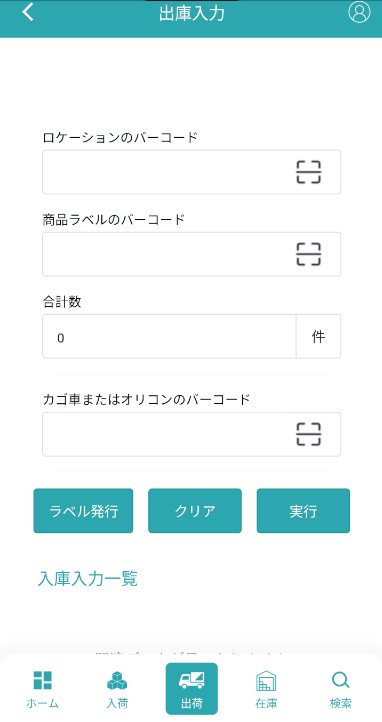 出庫入力
ロケーションのバーコード
商品ラベルのバーコード
合計数
0 件
カゴ車またはオリコンのバーコード
ラベル発行 クリア 実行
入庫入力一覧
ホーム 入荷 出荷 在庫 検索